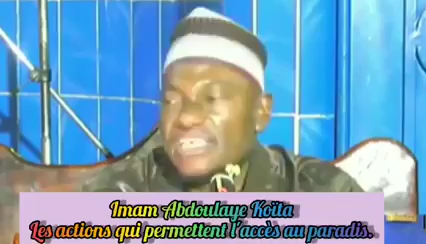 Imam Abdoulaye Koïta
Les actions qui permettent l'accès au paradis.